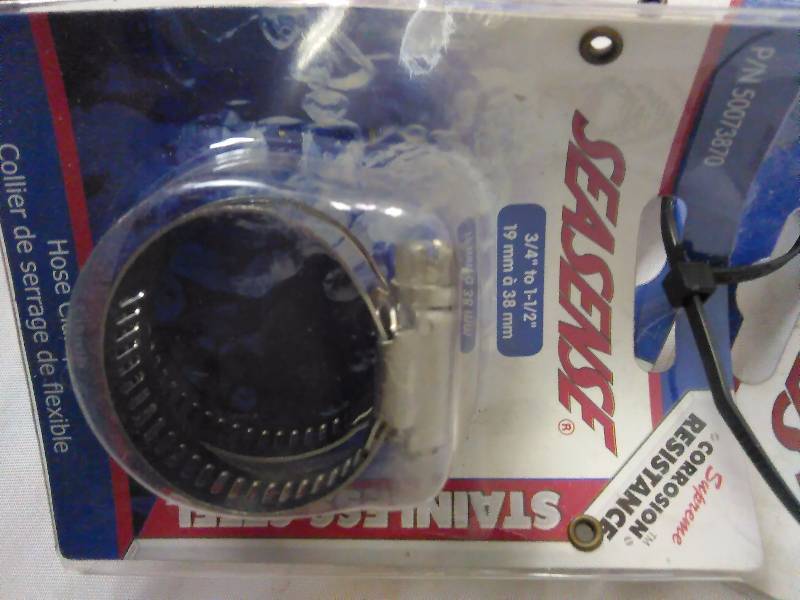 P/N 50073870
SEASENSE®
3/4" to 1-1/2"
19 mm à 38 mm
Supreme
CORROSION™
RESISTANCE
STAINLESS STEEL
Hose
Collier de serrage de flexible